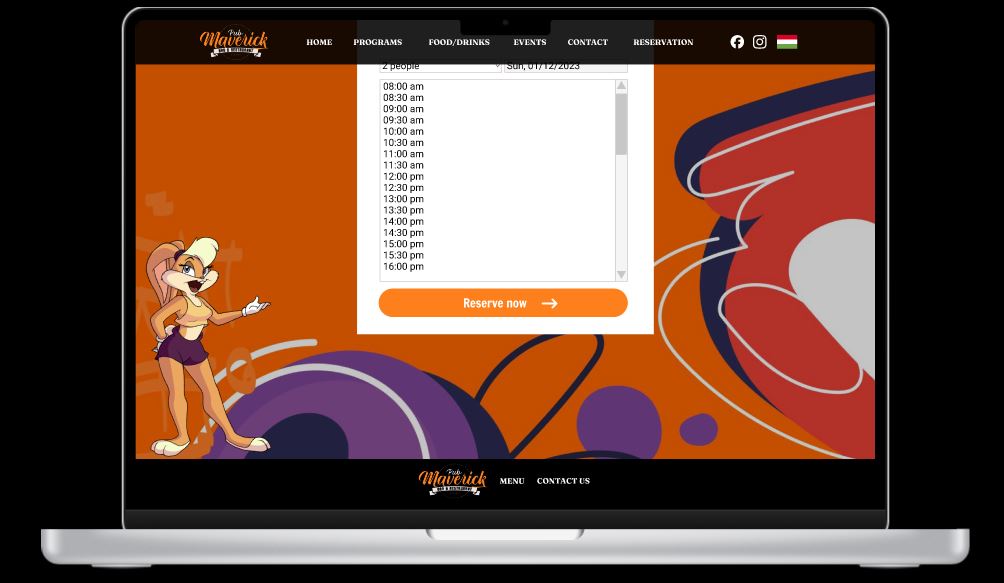 Pub
Maverick
BAR & RESTAURANT
HOME PROGRAMS FOOD/DRINKS EVENTS CONTACT RESERVATION
2 people Sun, 01/12/2023
08:00 am
08:30 am
09:00 am
09:30 am
10:00 am
10:30 am
11:00 am
11:30 am
12:00 pm
12:30 pm
13:00 pm
13:30 pm
14:00 pm
14:30 pm
15:00 pm
15:30 pm
16:00 pm
Reserve now
Pub
Maverick
BAR & RESTAURANT
MENU CONTACT US